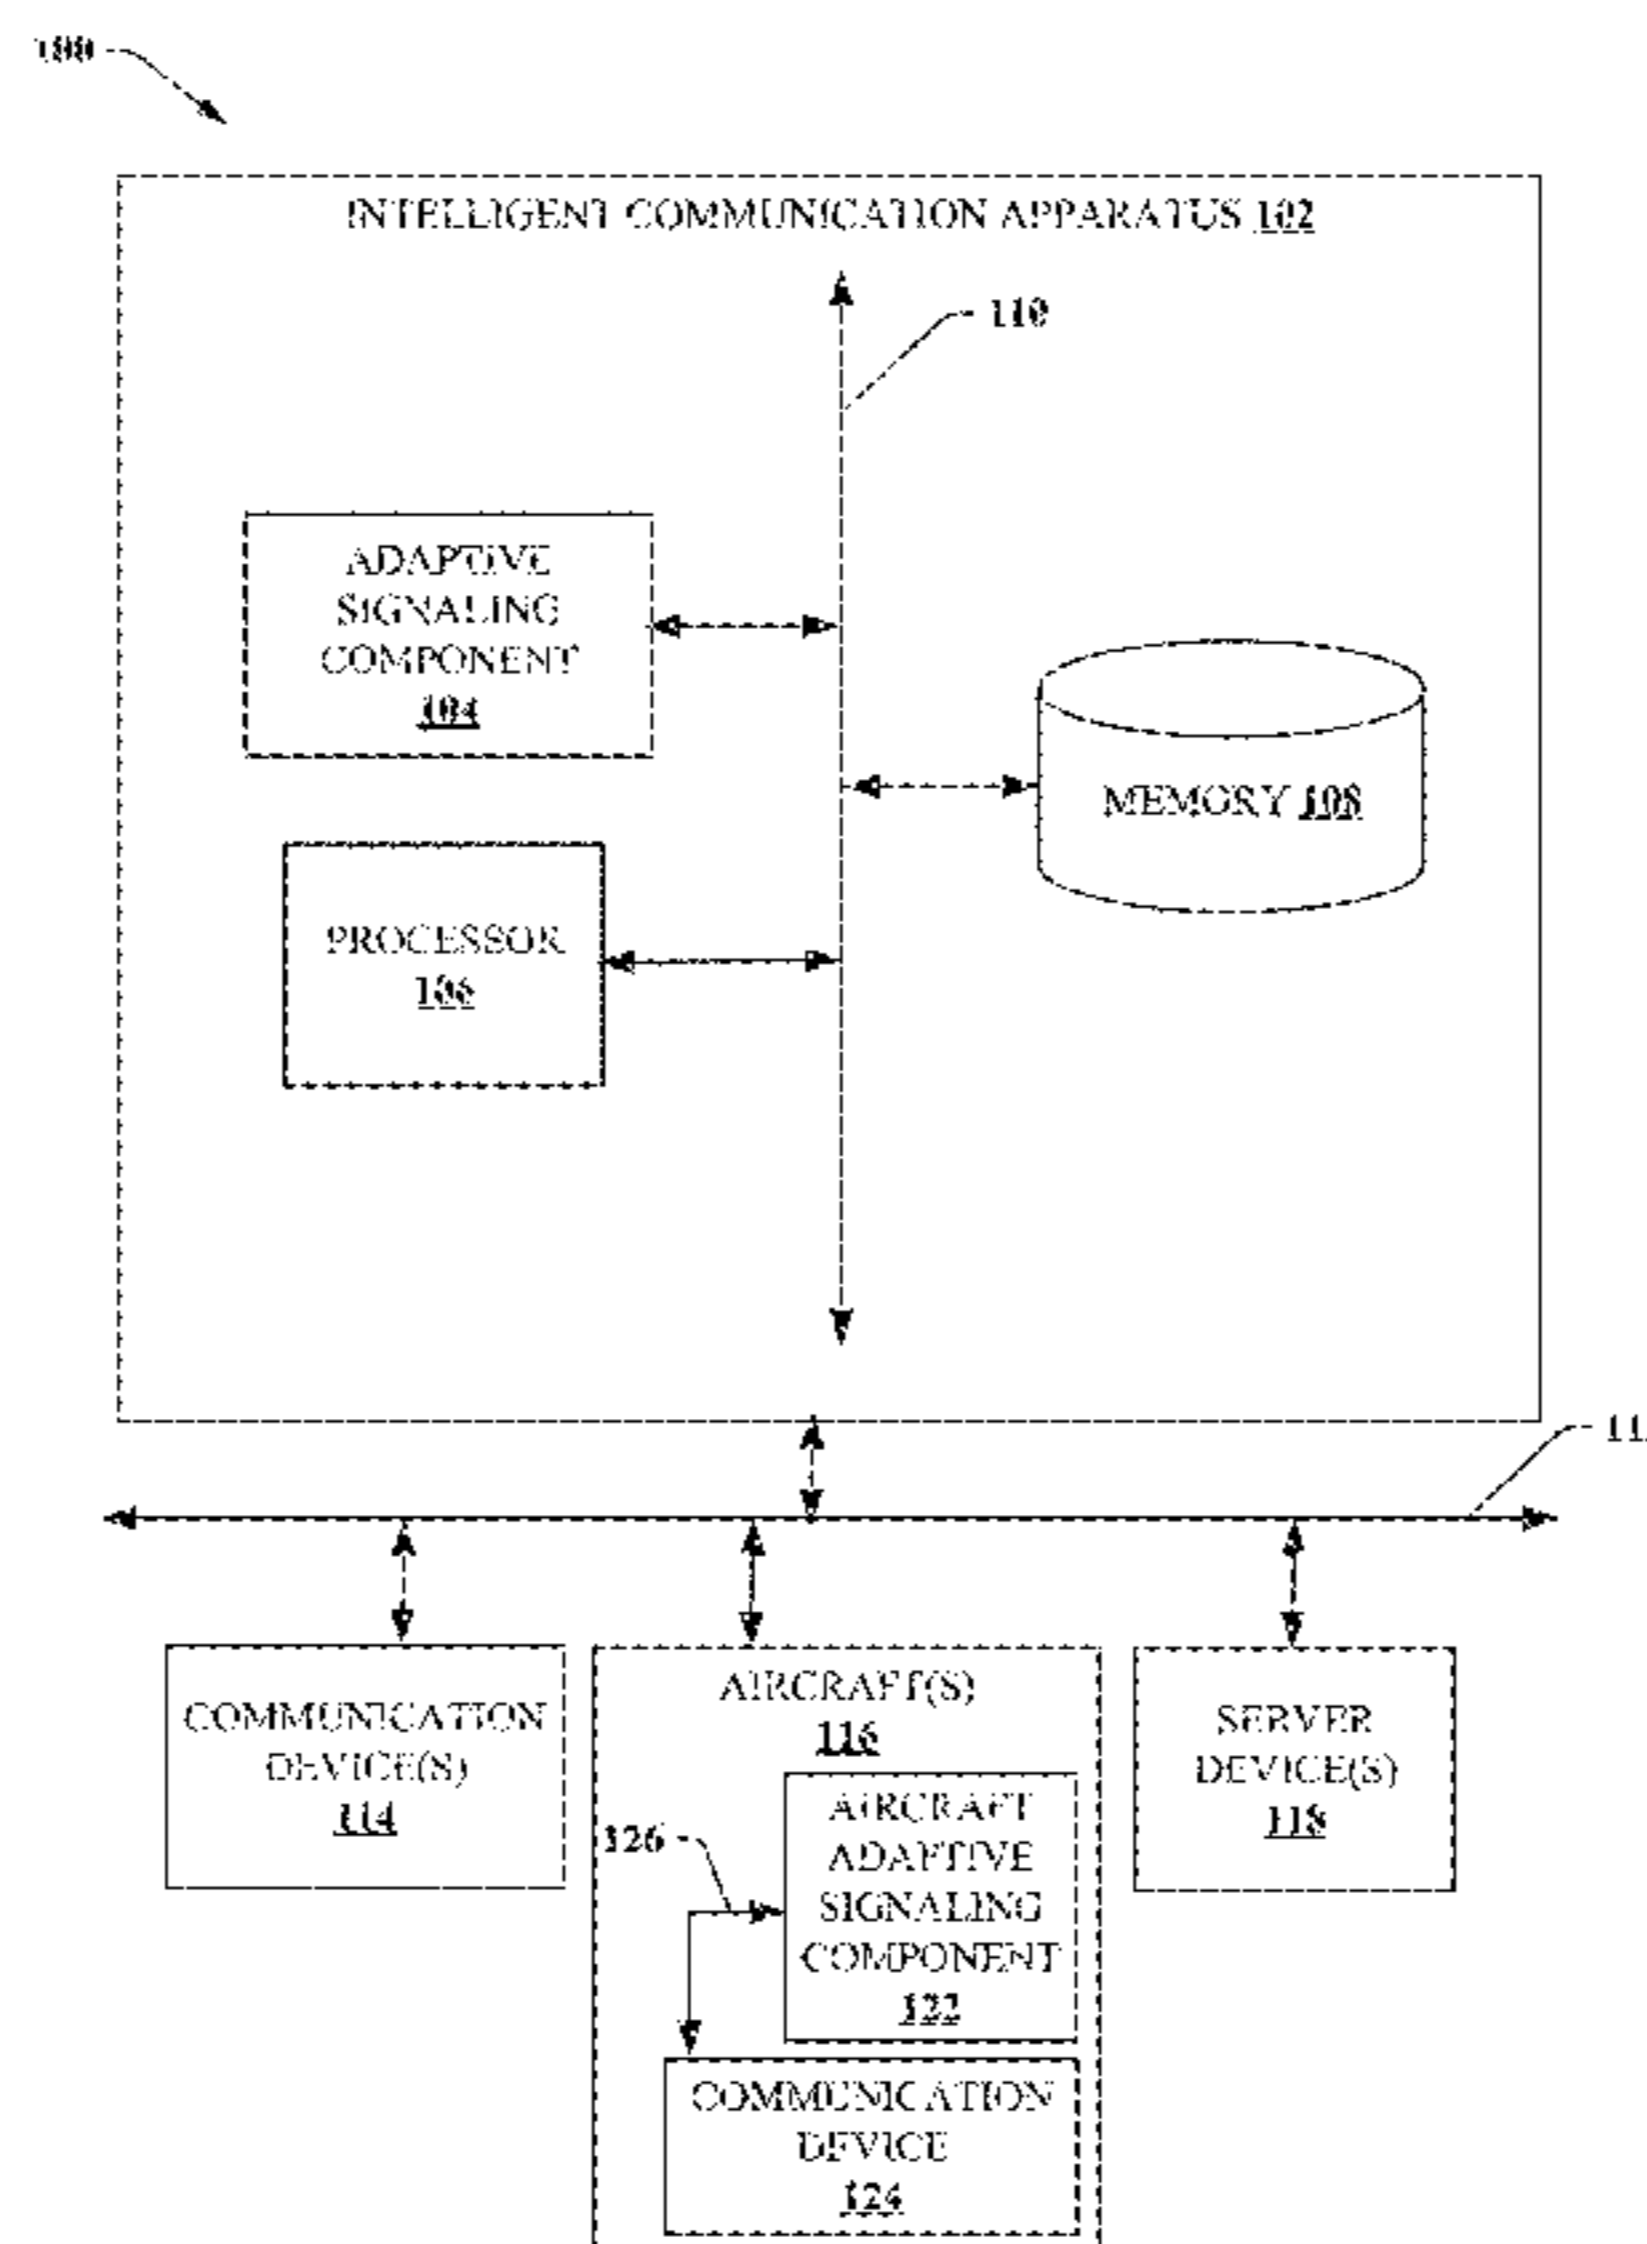 100
INTELLIGENT COMMUNICATION APPARATUS 102
110
ADAPTIVE
SIGNALING
COMPONENT
104
MEMORY 108
PROCESSOR
106
COMMUNICATION
DEVICE(S)
114
AIRCRAFT(S)
116
SERVER
DEVICE(S)
118
126
AIRCRAFT
ADAPTIVE
SIGNALING
COMPONENT
122
COMMUNICATION
DEVICE
124